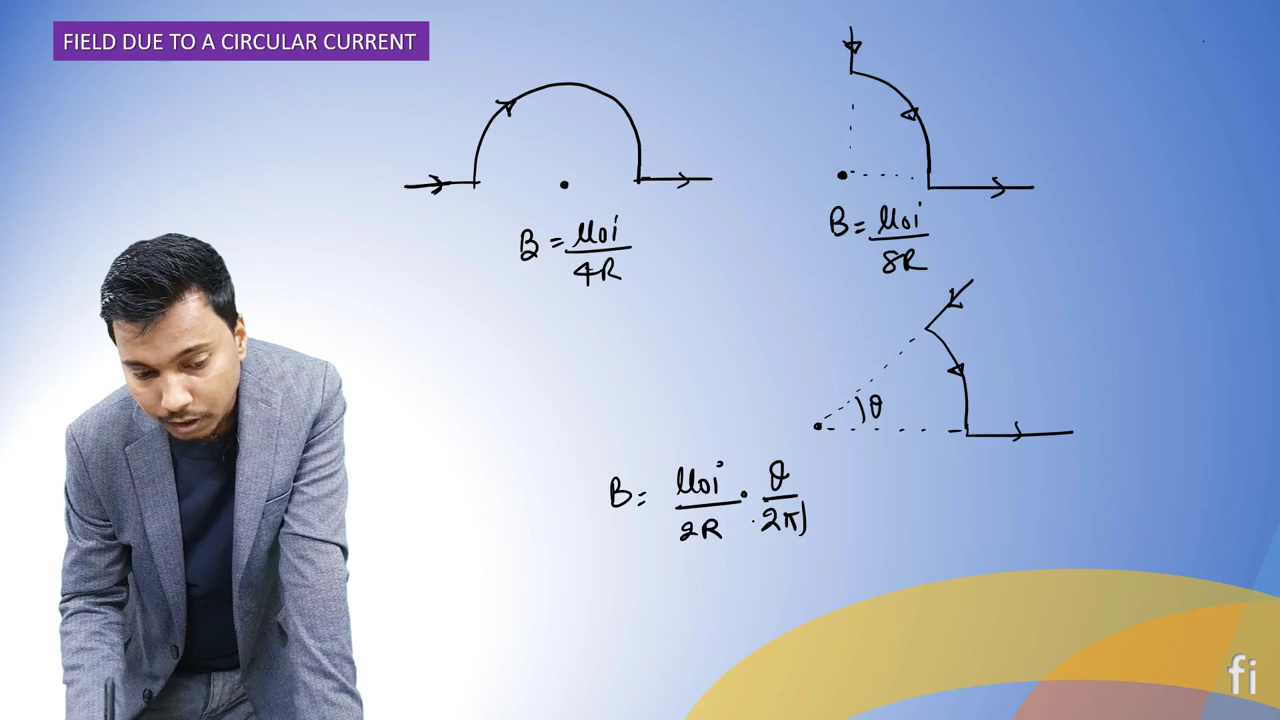 FIELD DUE TO A CIRCULAR CURRENT
B = μ0i / 4R
B = μ0i / 8R
θ
B = μ0i / 2R · θ / 2π
fi